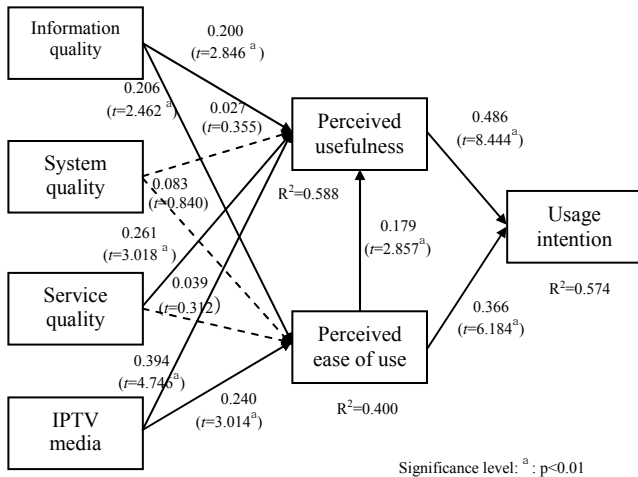 Information
quality
0.200
(t=2.846 a)
0.206
(t=2.462 a)
0.027
(t=0.355)
Perceived
usefulness
0.486
(t=8.444a)
System
quality
0.083
(t=0.840)
R2=0.588
0.261
(t=3.018 a)
0.179
(t=2.857a)
Usage
intention
R2=0.574
Service
quality
0.039
(t=0.312)
Perceived
ease of use
0.366
(t=6.184a)
0.394
(t=4.746a)
0.240
(t=3.014a)
R2=0.400
IPTV
media
Significance level: a : p<0.01